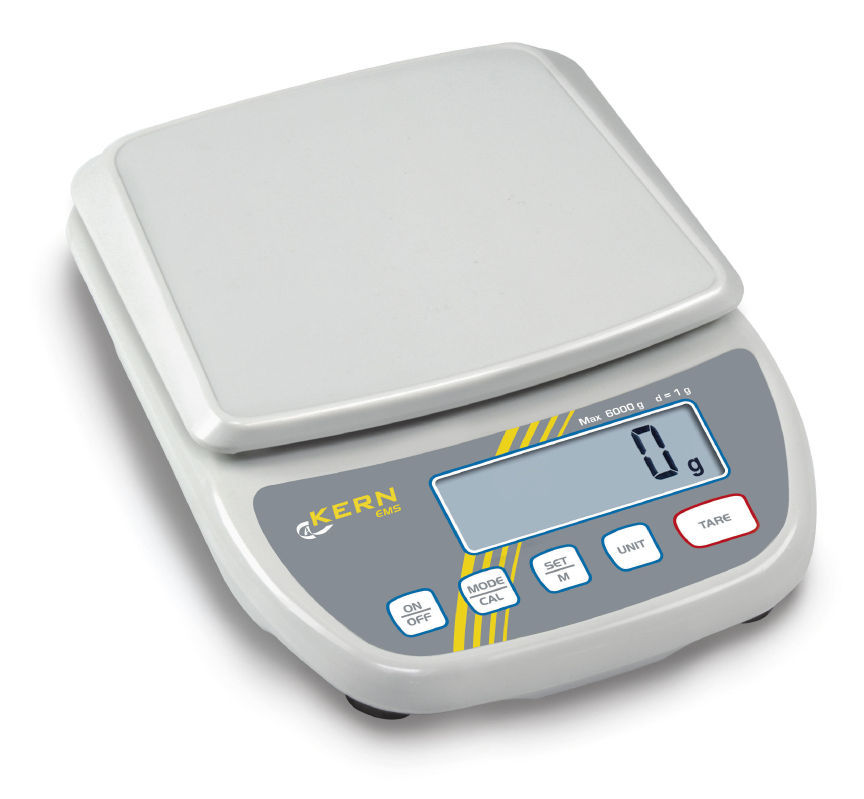 Max 6000 g d = 1 g
0 g
KERN
EMS
ON
OFF
MODE
CAL
SET
M
UNIT
TARE